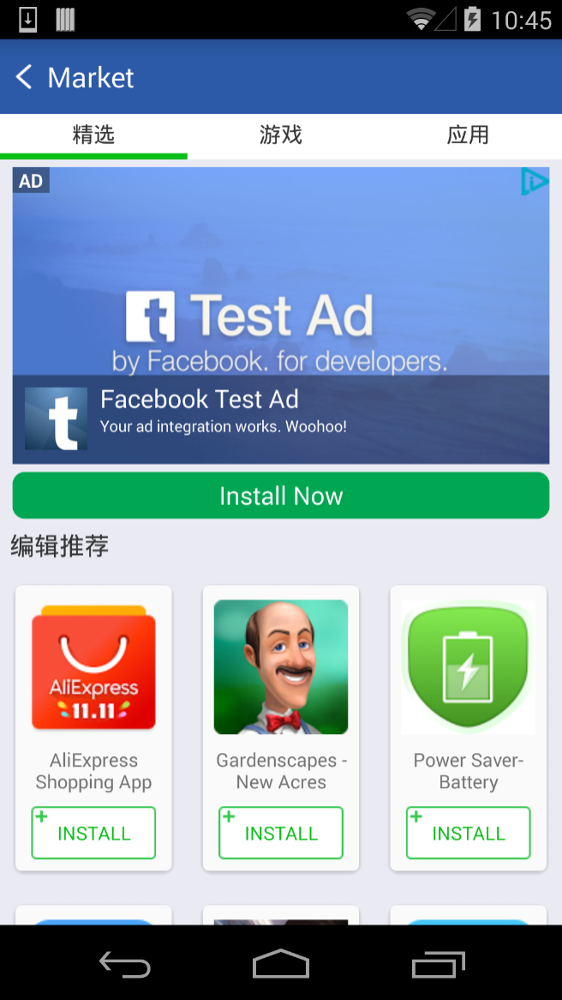 10:45
Market
精选
游戏
应用
AD
t Test Ad
by Facebook. for developers.
t
Facebook Test Ad
Your ad integration works. Woohoo!
Install Now
编辑推荐
AliExpress
11.11
AliExpress
Shopping App
Gardenscapes -
New Acres
Power Saver-
Battery
INSTALL
INSTALL
INSTALL